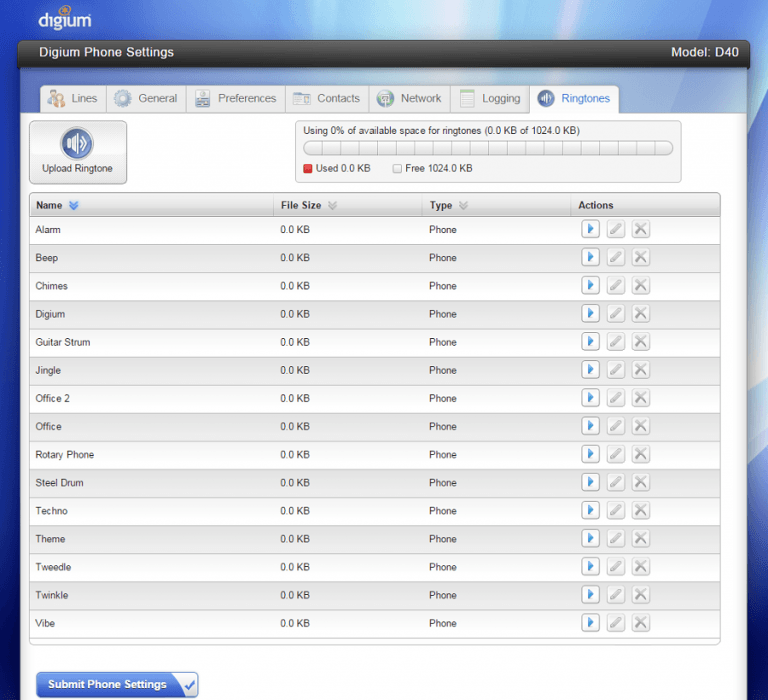 digium
Digium Phone Settings Model: D40
Lines General Preferences Contacts Network Logging Ringtones
Upload Ringtone
Using 0% of available space for ringtones (0.0 KB of 1024.0 KB)
Used 0.0 KB Free 1024.0 KB
Name File Size Type Actions
Alarm 0.0 KB Phone
Beep 0.0 KB Phone
Chimes 0.0 KB Phone
Digium 0.0 KB Phone
Guitar Strum 0.0 KB Phone
Jingle 0.0 KB Phone
Office 2 0.0 KB Phone
Office 0.0 KB Phone
Rotary Phone 0.0 KB Phone
Steel Drum 0.0 KB Phone
Techno 0.0 KB Phone
Theme 0.0 KB Phone
Tweedle 0.0 KB Phone
Twinkle 0.0 KB Phone
Vibe 0.0 KB Phone
Submit Phone Settings